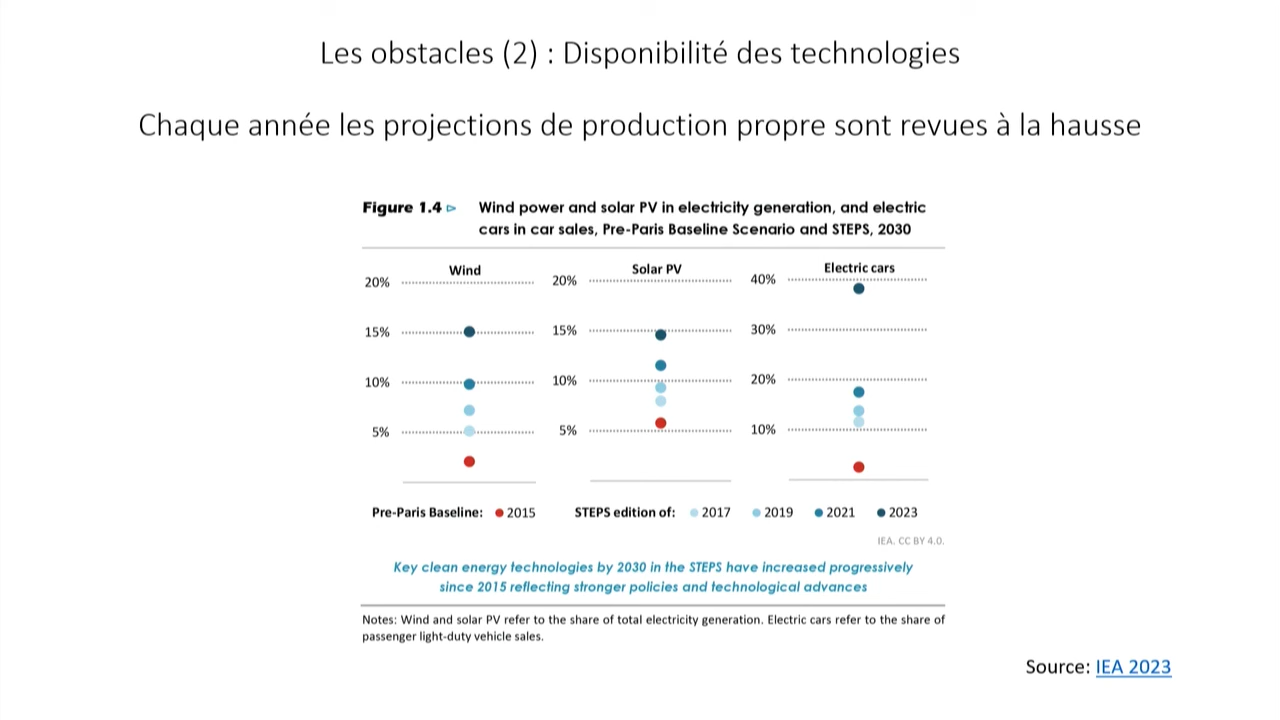 Les obstacles (2) : Disponibilité des technologies
Chaque année les projections de production propre sont revues à la hausse
Figure 1.4 ▷ Wind power and solar PV in electricity generation, and electric
cars in car sales, Pre-Paris Baseline Scenario and STEPS, 2030
Wind
20%
15%
10%
5%
Solar PV
20%
15%
10%
5%
Electric cars
40%
30%
20%
10%
Pre-Paris Baseline: 2015 STEPS edition of: 2017 2019 2021 2023
IEA. CC BY 4.0.
Key clean energy technologies by 2030 in the STEPS have increased progressively
since 2015 reflecting stronger policies and technological advances
Notes: Wind and solar PV refer to the share of total electricity generation. Electric cars refer to the share of
passenger light-duty vehicle sales.
Source: IEA 2023